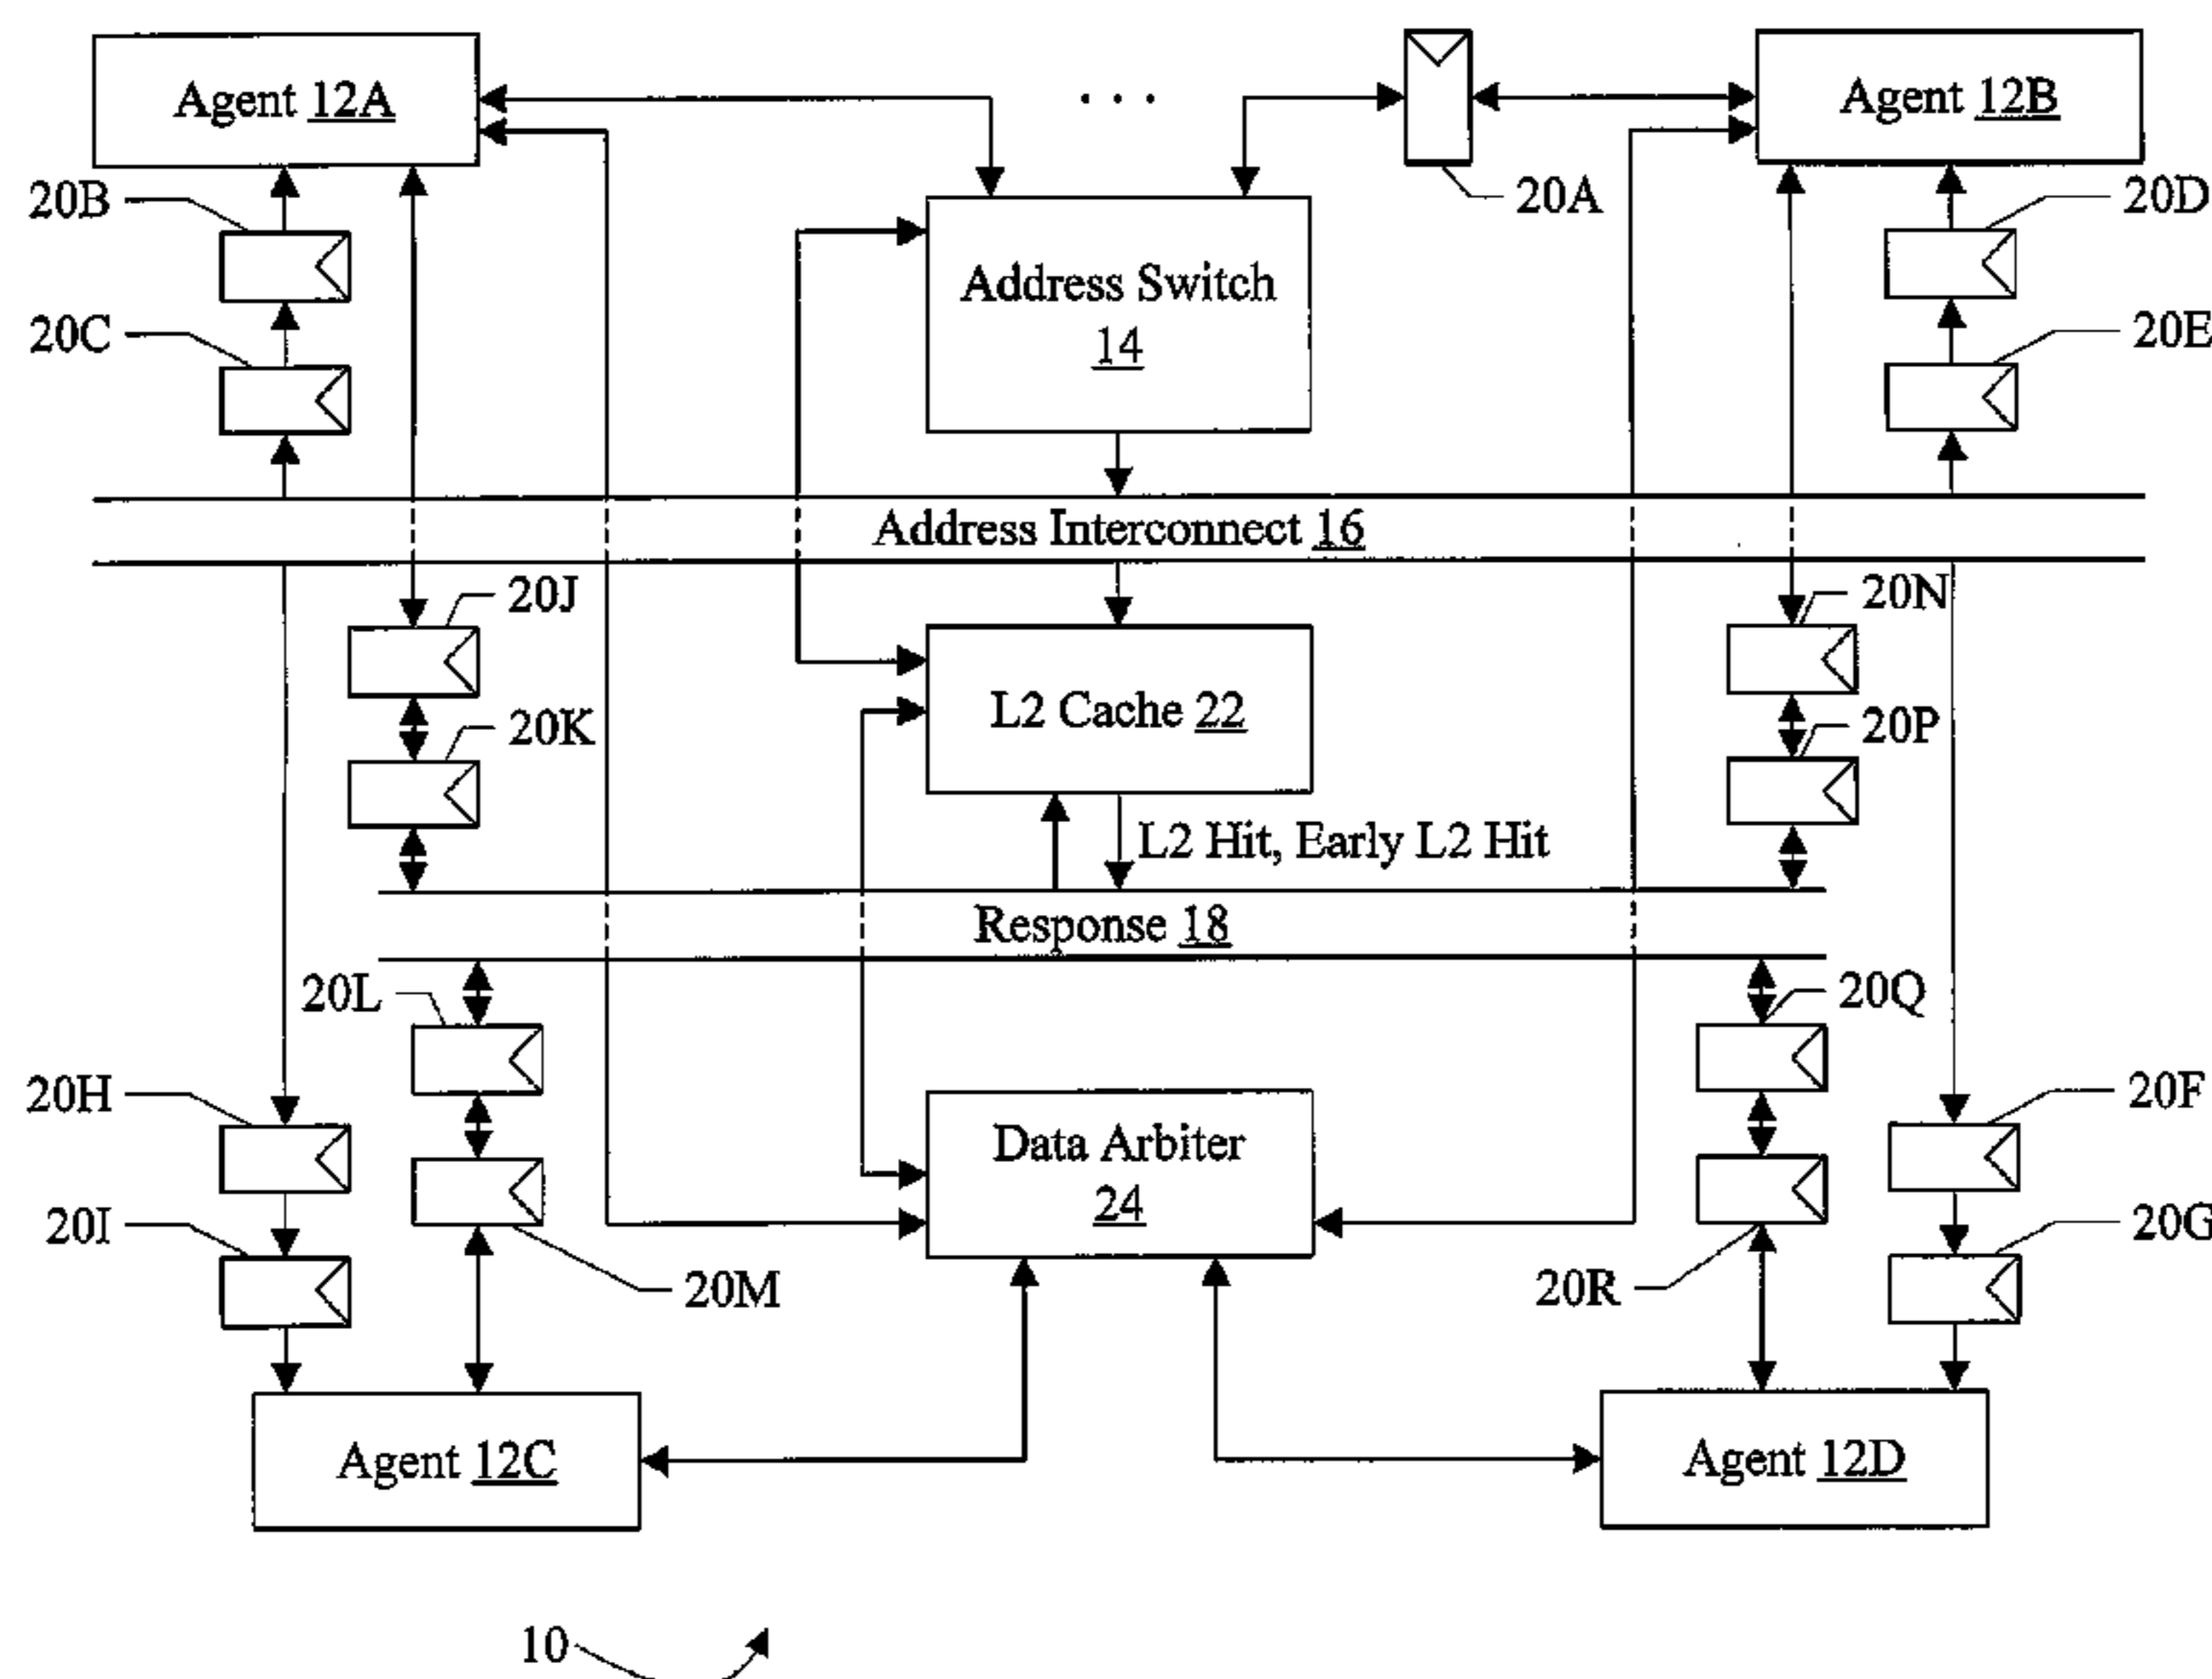 Agent 12A
. . .
Agent 12B
20B
20A
20D
20C
Address Switch
14
20E
Address Interconnect 16
20J
20N
20K
L2 Cache 22
20P
L2 Hit, Early L2 Hit
Response 18
20L
20Q
20H
Data Arbiter
24
20F
20I
20M
20R
20G
Agent 12C
Agent 12D
10